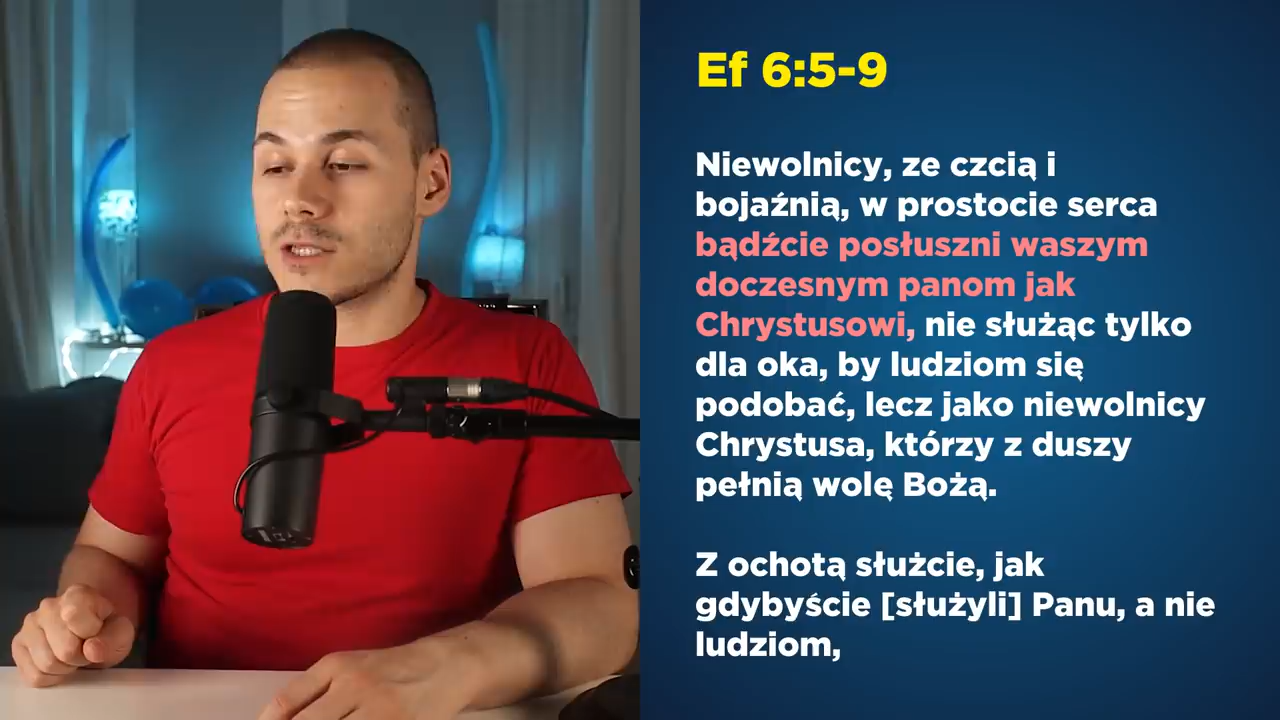 Ef 6:5-9
Niewolnicy, ze czcią i
bojaźnią, w prostocie serca
bądźcie posłuszni waszym
doczesnym panom jak
Chrystusowi, nie służąc tylko
dla oka, by ludziom się
podobać, lecz jako niewolnicy
Chrystusa, którzy z duszy
pełnią wolę Bożą.
Z ochotą służcie, jak
gdybyście [służyli] Panu, a nie
ludziom,